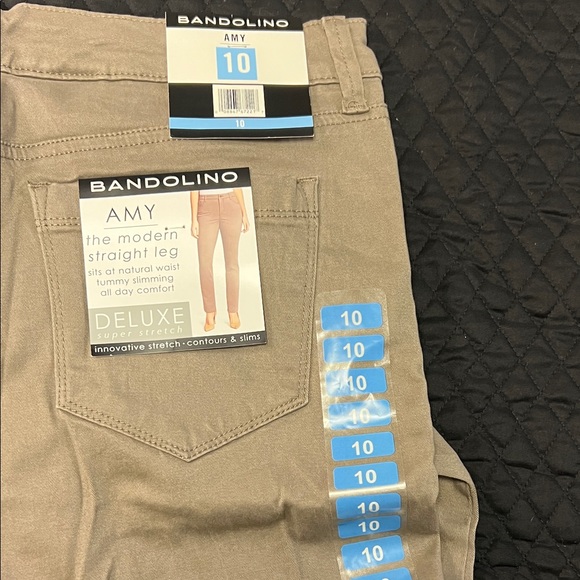 BANDOLINO
AMY
10
10
BANDOLINO
AMY
the modern
straight leg
sits at natural waist
tummy slimming
all day comfort
DELUXE
super stretch
innovative stretch · contours & slims
10
10
10
10
10
10
10
10
10
10